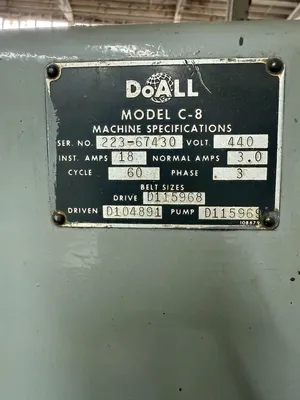 DoALL
MODEL C-8
MACHINE SPECIFICATIONS
SER. NO. 223-67430 VOLT. 440
INST. AMPS 18 NORMAL AMPS 3.0
CYCLE 60 PHASE 3
BELT SIZES
DRIVE D115968
DRIVEN D104891 PUMP D115969